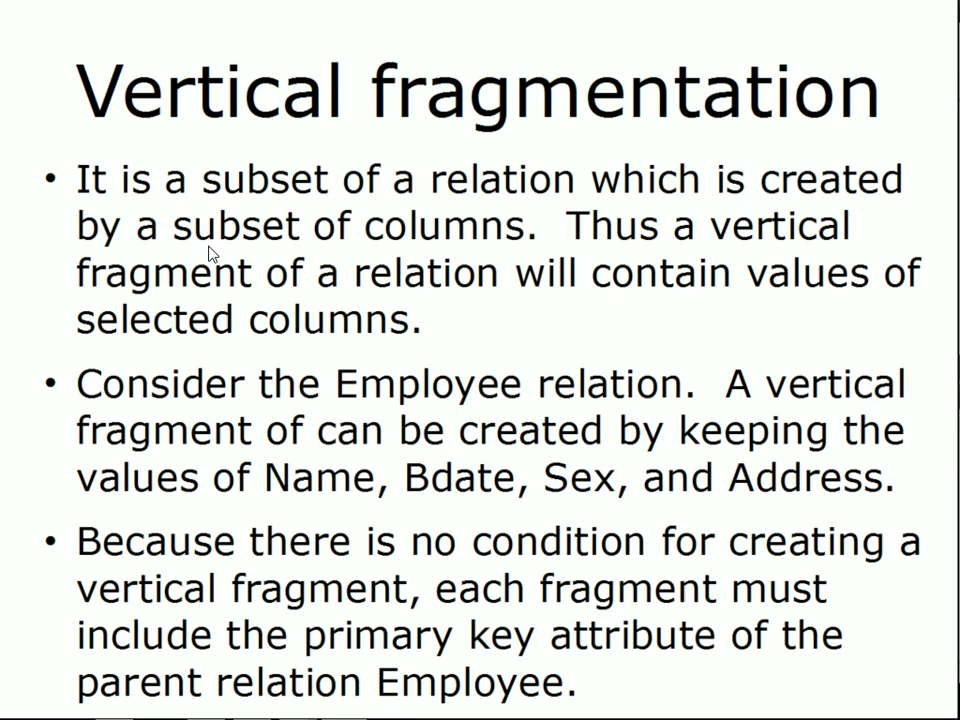 Vertical fragmentation
• It is a subset of a relation which is created
by a subset of columns.  Thus a vertical
fragment of a relation will contain values of
selected columns.
• Consider the Employee relation.  A vertical
fragment of can be created by keeping the
values of Name, Bdate, Sex, and Address.
• Because there is no condition for creating a
vertical fragment, each fragment must
include the primary key attribute of the
parent relation Employee.